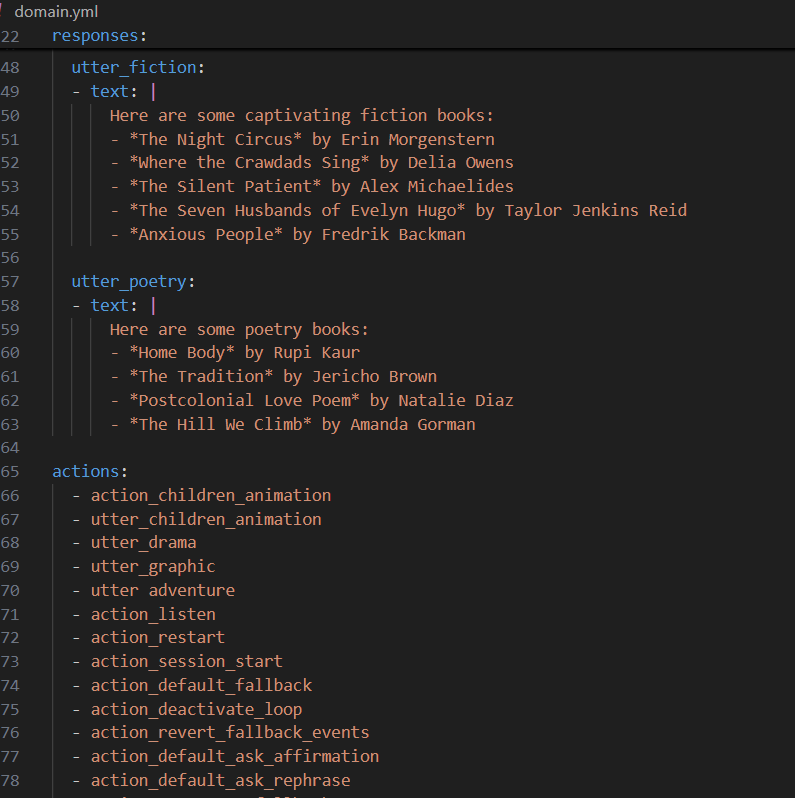 domain.yml
22 responses:
48 utter_fiction:
49 - text: |
50 Here are some captivating fiction books:
51 - *The Night Circus* by Erin Morgenstern
52 - *Where the Crawdads Sing* by Delia Owens
53 - *The Silent Patient* by Alex Michaelides
54 - *The Seven Husbands of Evelyn Hugo* by Taylor Jenkins Reid
55 - *Anxious People* by Fredrik Backman
56
57 utter_poetry:
58 - text: |
59 Here are some poetry books:
60 - *Home Body* by Rupi Kaur
61 - *The Tradition* by Jericho Brown
62 - *Postcolonial Love Poem* by Natalie Diaz
63 - *The Hill We Climb* by Amanda Gorman
64
65 actions:
66 - action_children_animation
67 - utter_children_animation
68 - utter_drama
69 - utter_graphic
70 - utter adventure
71 - action_listen
72 - action_restart
73 - action_session_start
74 - action_default_fallback
75 - action_deactivate_loop
76 - action_revert_fallback_events
77 - action_default_ask_affirmation
78 - action_default_ask_rephrase